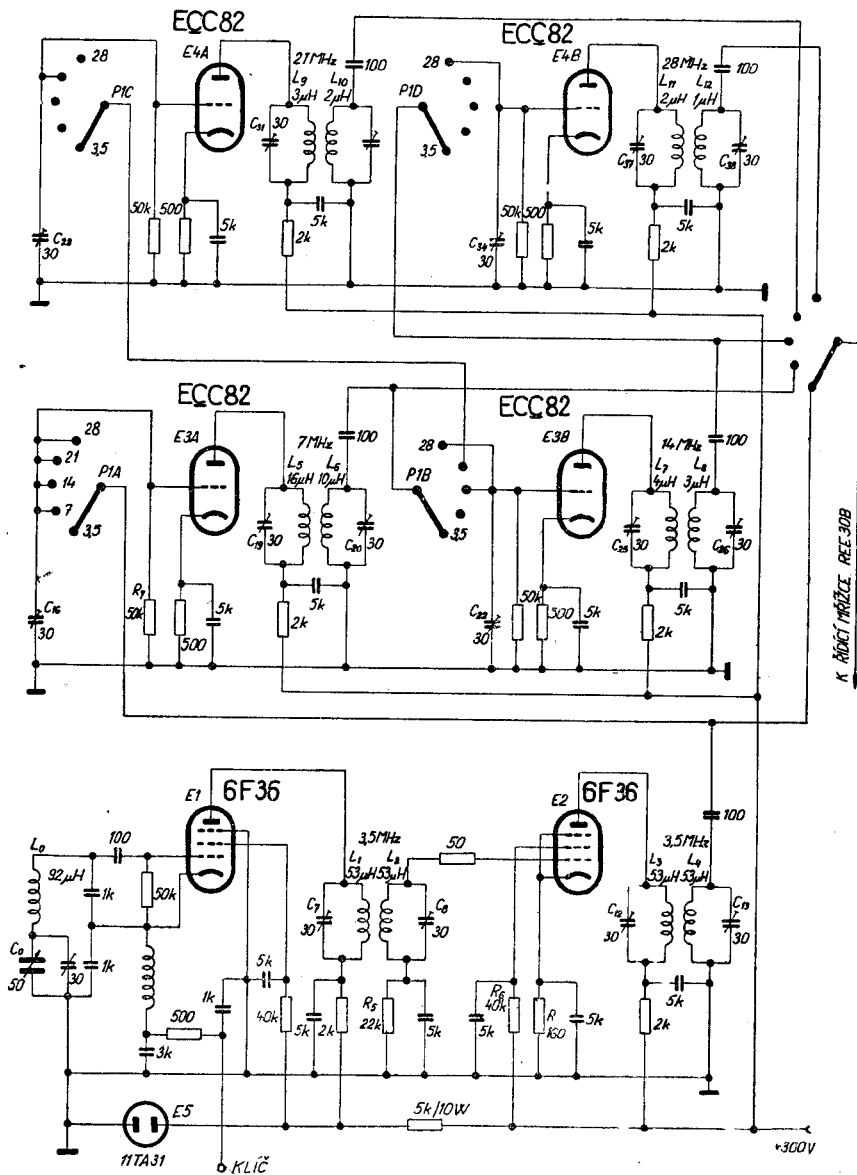 ECC82
ECC82
E4A
E4B
28
P1C
3,5
21MHz
L9
3µH
L10
2µH
100
C31
30
50k
500
5k
5k
2k
C28
30
28
P1D
3,5
28MHz
L11
2µH
L12
1µH
100
C37
30
C38
30
50k
500
5k
5k
2k
C34
30
ECC82
ECC82
E3A
E3B
28
21
14
7
P1A
3,5
7MHz
L5
16µH
L6
10µH
100
C19
30
C20
30
R7
50k
500
5k
5k
2k
C16
30
28
P1B
3,5
14MHz
L7
4µH
L8
3µH
100
C25
30
C26
30
50k
500
5k
5k
2k
C22
30
K ŘÍDICÍ MŘÍŽCE REE30B
6F36
6F36
E1
E2
L0
92µH
100
1k
50k
1k
C0
50
30
500
3k
1k
5k
40k
3,5MHz
L1
53µH
L2
53µH
C7
30
C8
30
5k
2k
R5
22k
5k
50
5k
R6
40k
R
160
5k
3,5MHz
L3
53µH
L4
53µH
C12
30
C13
30
100
5k
2k
E5
11TA31
KLÍČ
5k/10W
+300V